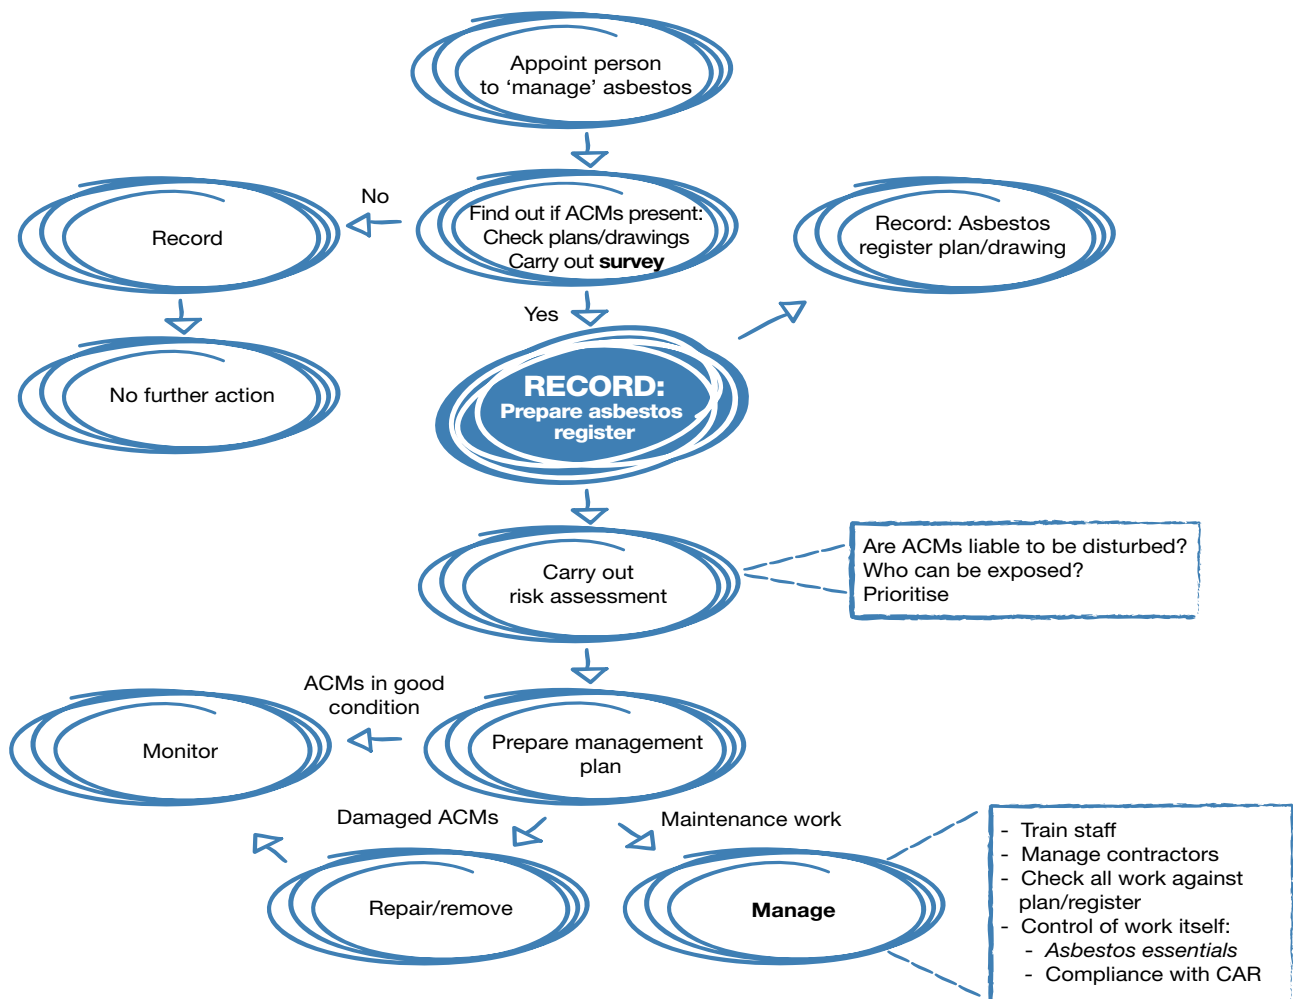 Appoint person
to ‘manage’ asbestos
No
Find out if ACMs present:
Check plans/drawings
Carry out survey
Record
Record: Asbestos
register plan/drawing
Yes
No further action
RECORD:
Prepare asbestos
register
Carry out
risk assessment
Are ACMs liable to be disturbed?
Who can be exposed?
Prioritise
ACMs in good
condition
Monitor
Prepare management
plan
Damaged ACMs
Maintenance work
Repair/remove
Manage
- Train staff
- Manage contractors
- Check all work against
plan/register
- Control of work itself:
- Asbestos essentials
- Compliance with CAR